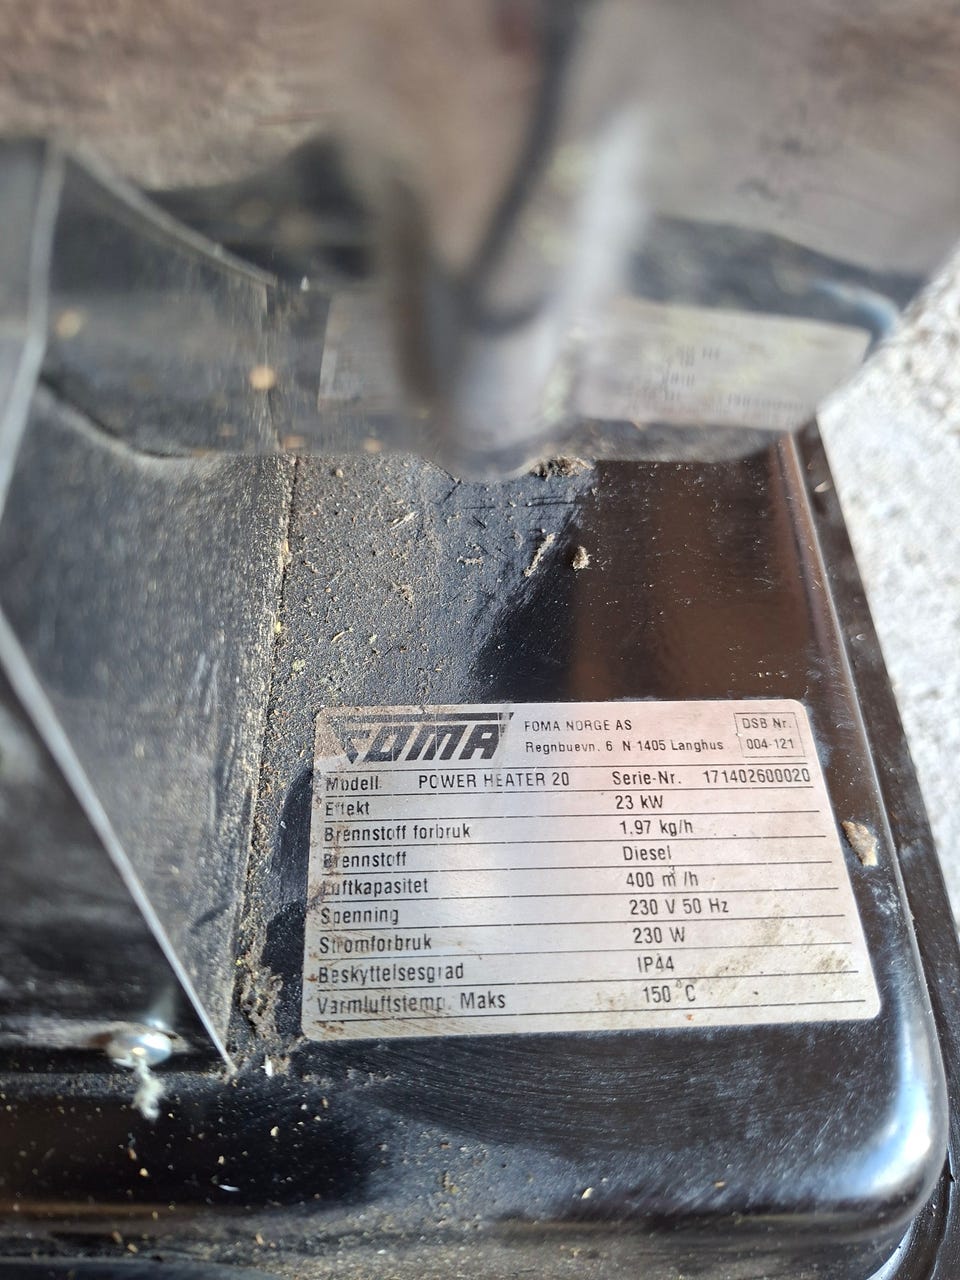 FOMA
FOMA NORGE AS
Regnbuevn. 6 N-1405 Langhus
DSB Nr.
004-121
Modell POWER HEATER 20 Serie-Nr. 171402600020
Effekt 23 kW
Brennstoff forbruk 1,97 kg/h
Brennstoff Diesel
Luftkapasitet 400 m³/h
Spenning 230 V 50 Hz
Strømforbruk 230 W
Beskyttelsesgrad IP44
Varmluftstemp. Maks 150°C